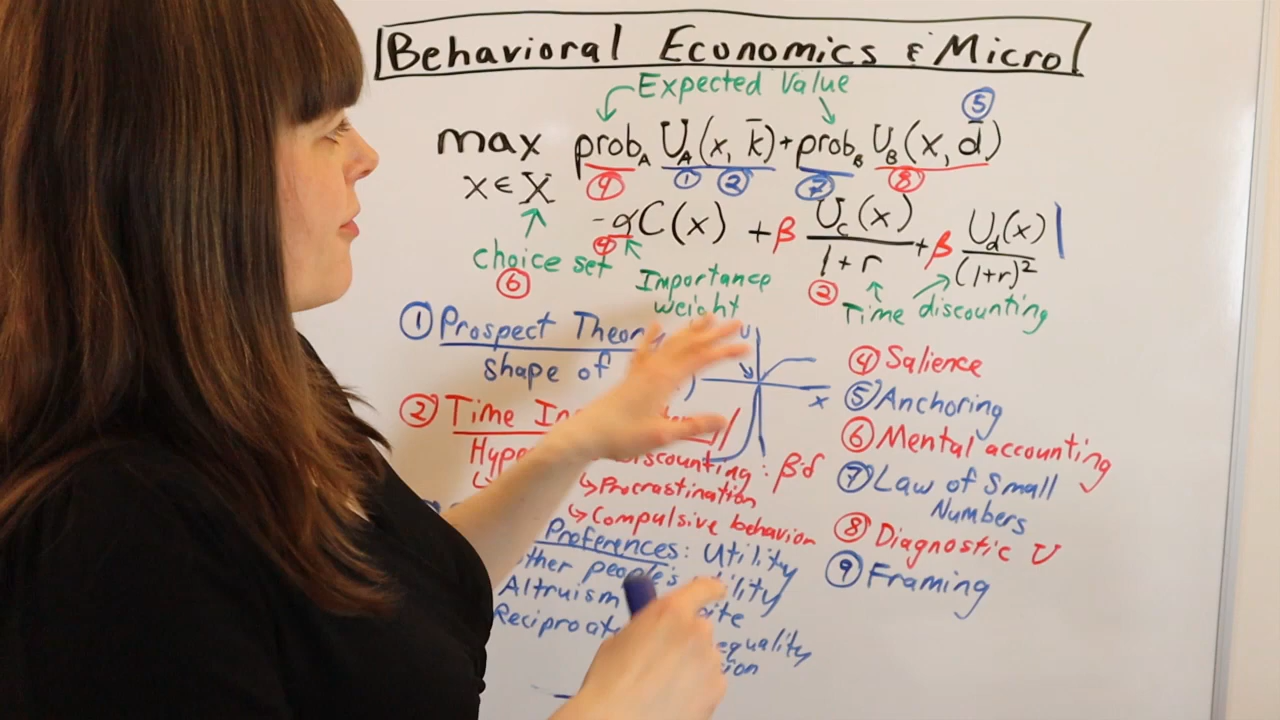 Behavioral Economics & Micro
Expected Value
⑤
max prob_A U_A(x, k̄) + prob_B U_B(x, d̄)
x ∈ X ⑨ ① ② ⑦ ⑧
-αC(x) + β U_c(x) / 1+r + β U_d(x) / (1+r)²
④ ②
choice set
⑥
Importance
weight
Time discounting
① Prospect Theory
shape of
U
x
② Time
Hype discounting: βδ
↳ Procrastination
↳ Compulsive behavior
Preferences: Utility
other people's utility
Altruism
Reciprocate equality
④ Salience
⑤ Anchoring
⑥ Mental accounting
⑦ Law of Small
Numbers
⑧ Diagnostic U
⑨ Framing